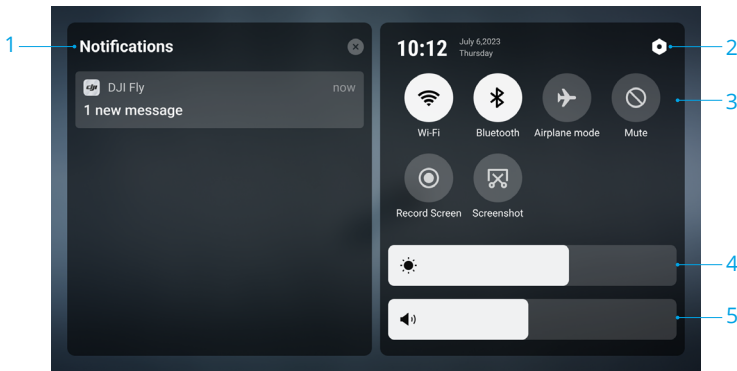 1
Notifications
dji
DJI Fly
now
1 new message
10:12
July 6,2023
Thursday
2
Wi-Fi
Bluetooth
Airplane mode
Mute
3
Record Screen
Screenshot
4
5